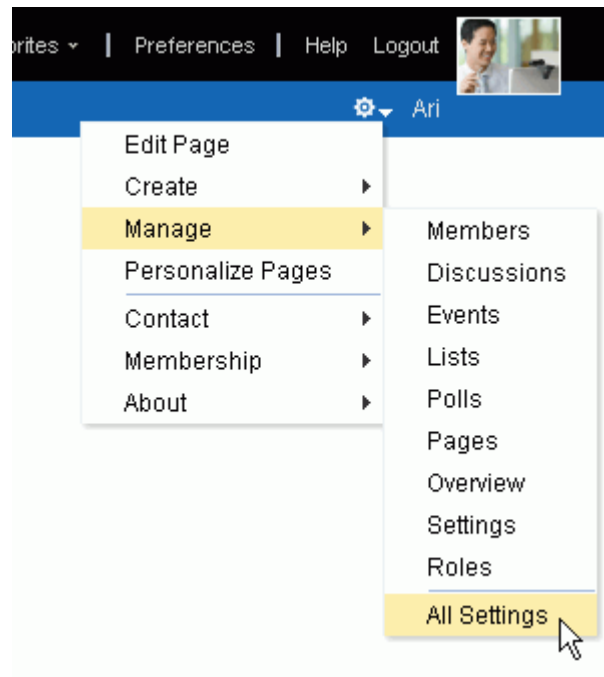 Preferences | Help Logout
Ari
Edit Page
Create
Manage
Personalize Pages
Contact
Membership
About
Members
Discussions
Events
Lists
Polls
Pages
Overview
Settings
Roles
All Settings